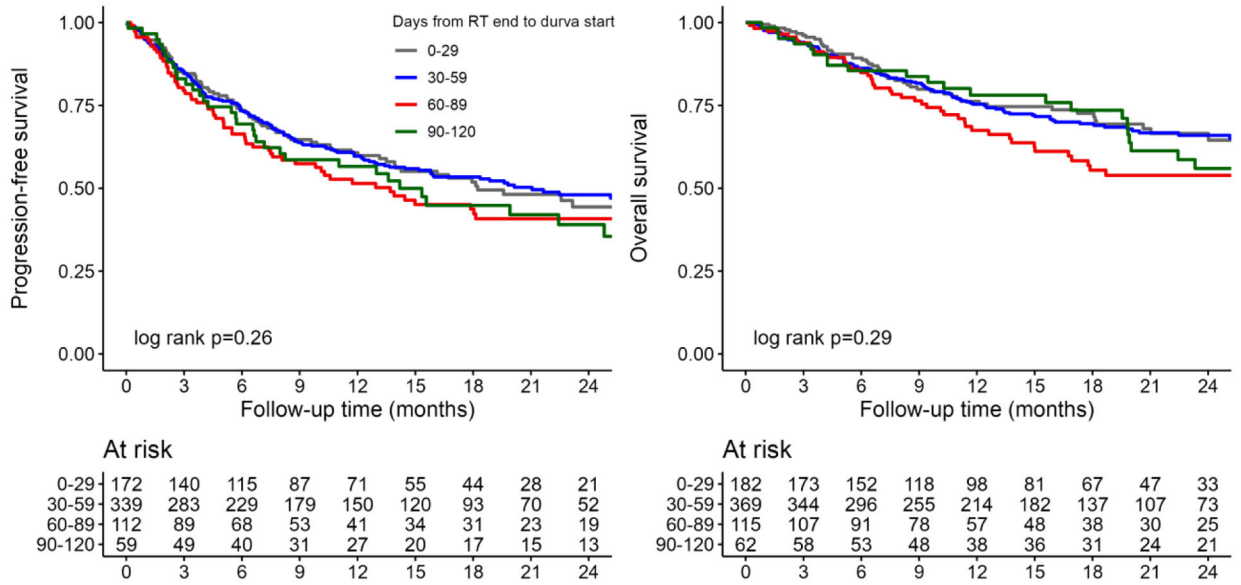 Progression-free survival
1.00
0.75
0.50
0.25
0.00
Days from RT end to durva start
0-29
30-59
60-89
90-120
log rank p=0.26
0 3 6 9 12 15 18 21 24
Follow-up time (months)
At risk
0-29 172 140 115 87 71 55 44 28 21
30-59 339 283 229 179 150 120 93 70 52
60-89 112 89 68 53 41 34 31 23 19
90-120 59 49 40 31 27 20 17 15 13
0 3 6 9 12 15 18 21 24
Overall survival
1.00
0.75
0.50
0.25
0.00
log rank p=0.29
0 3 6 9 12 15 18 21 24
Follow-up time (months)
At risk
0-29 182 173 152 118 98 81 67 47 33
30-59 369 344 296 255 214 182 137 107 73
60-89 115 107 91 78 57 48 38 30 25
90-120 62 58 53 48 38 36 31 24 21
0 3 6 9 12 15 18 21 24